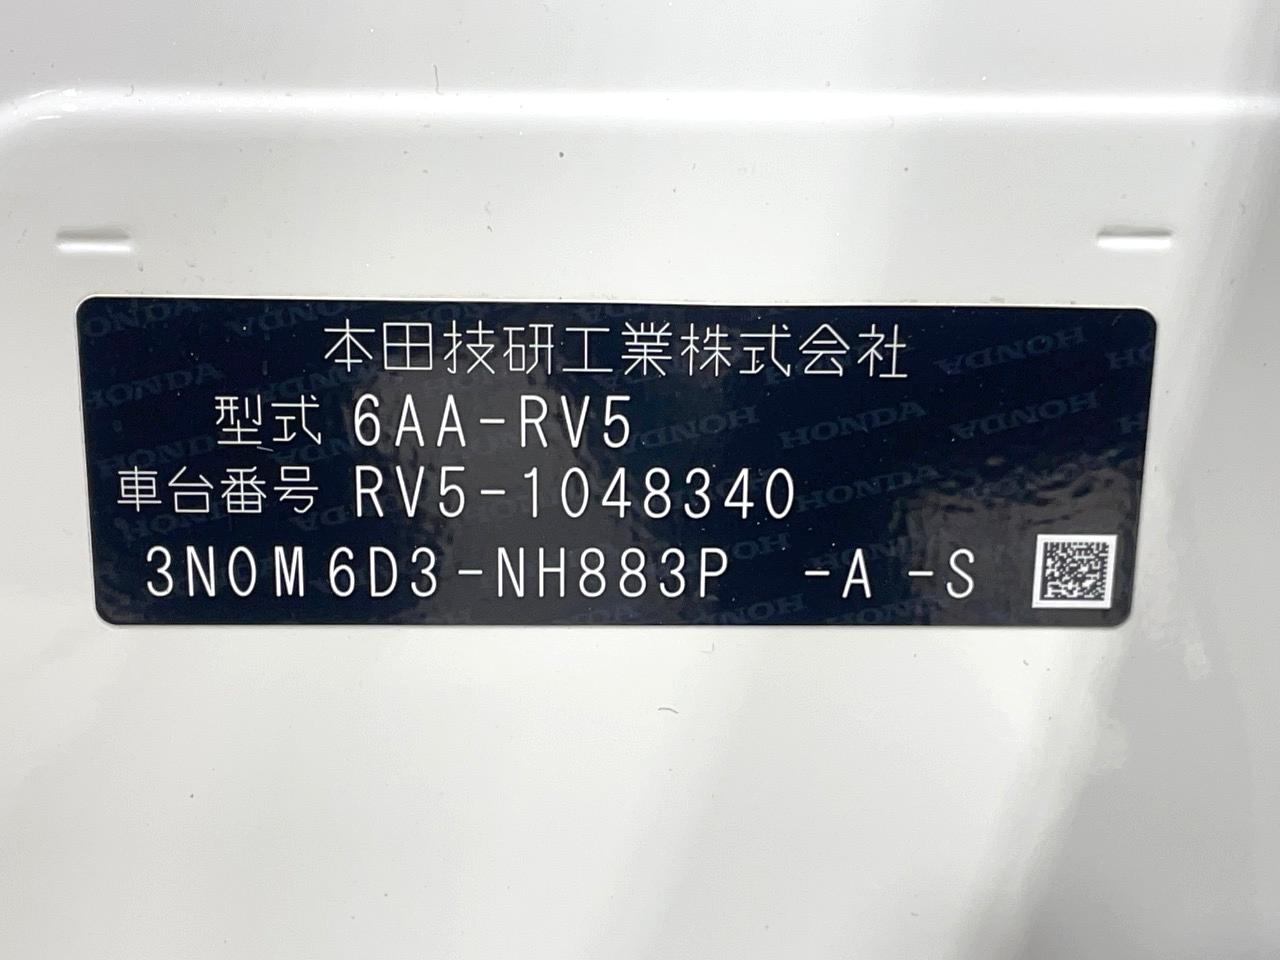 本田技研工業株式会社
型式 6AA-RV5
車台番号 RV5-1048340
3N0M6D3-NH883P -A -S